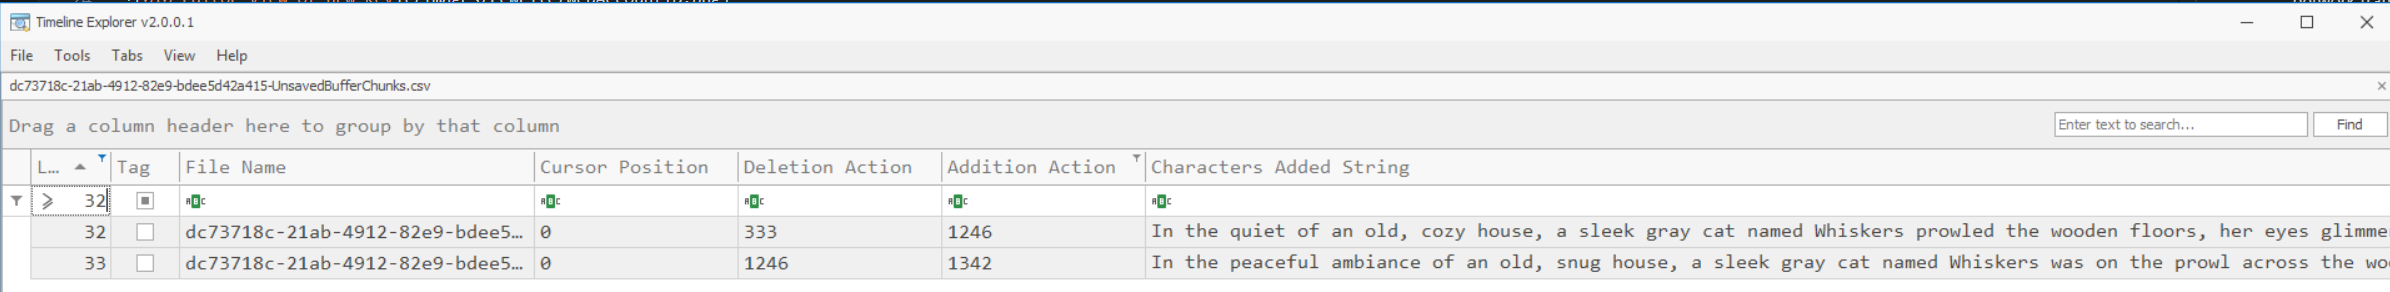 Timeline Explorer v2.0.0.1
File Tools Tabs View Help
dc73718c-21ab-4912-82e9-bdee5d42a415-UnsavedBufferChunks.csv
Drag a column header here to group by that column
Enter text to search... Find
L... Tag File Name Cursor Position Deletion Action Addition Action Characters Added String
≥ 32 ABC ABC ABC ABC ABC
32 dc73718c-21ab-4912-82e9-bdee5... 0 333 1246 In the quiet of an old, cozy house, a sleek gray cat named Whiskers prowled the wooden floors, her eyes glimme
33 dc73718c-21ab-4912-82e9-bdee5... 0 1246 1342 In the peaceful ambiance of an old, snug house, a sleek gray cat named Whiskers was on the prowl across the wo